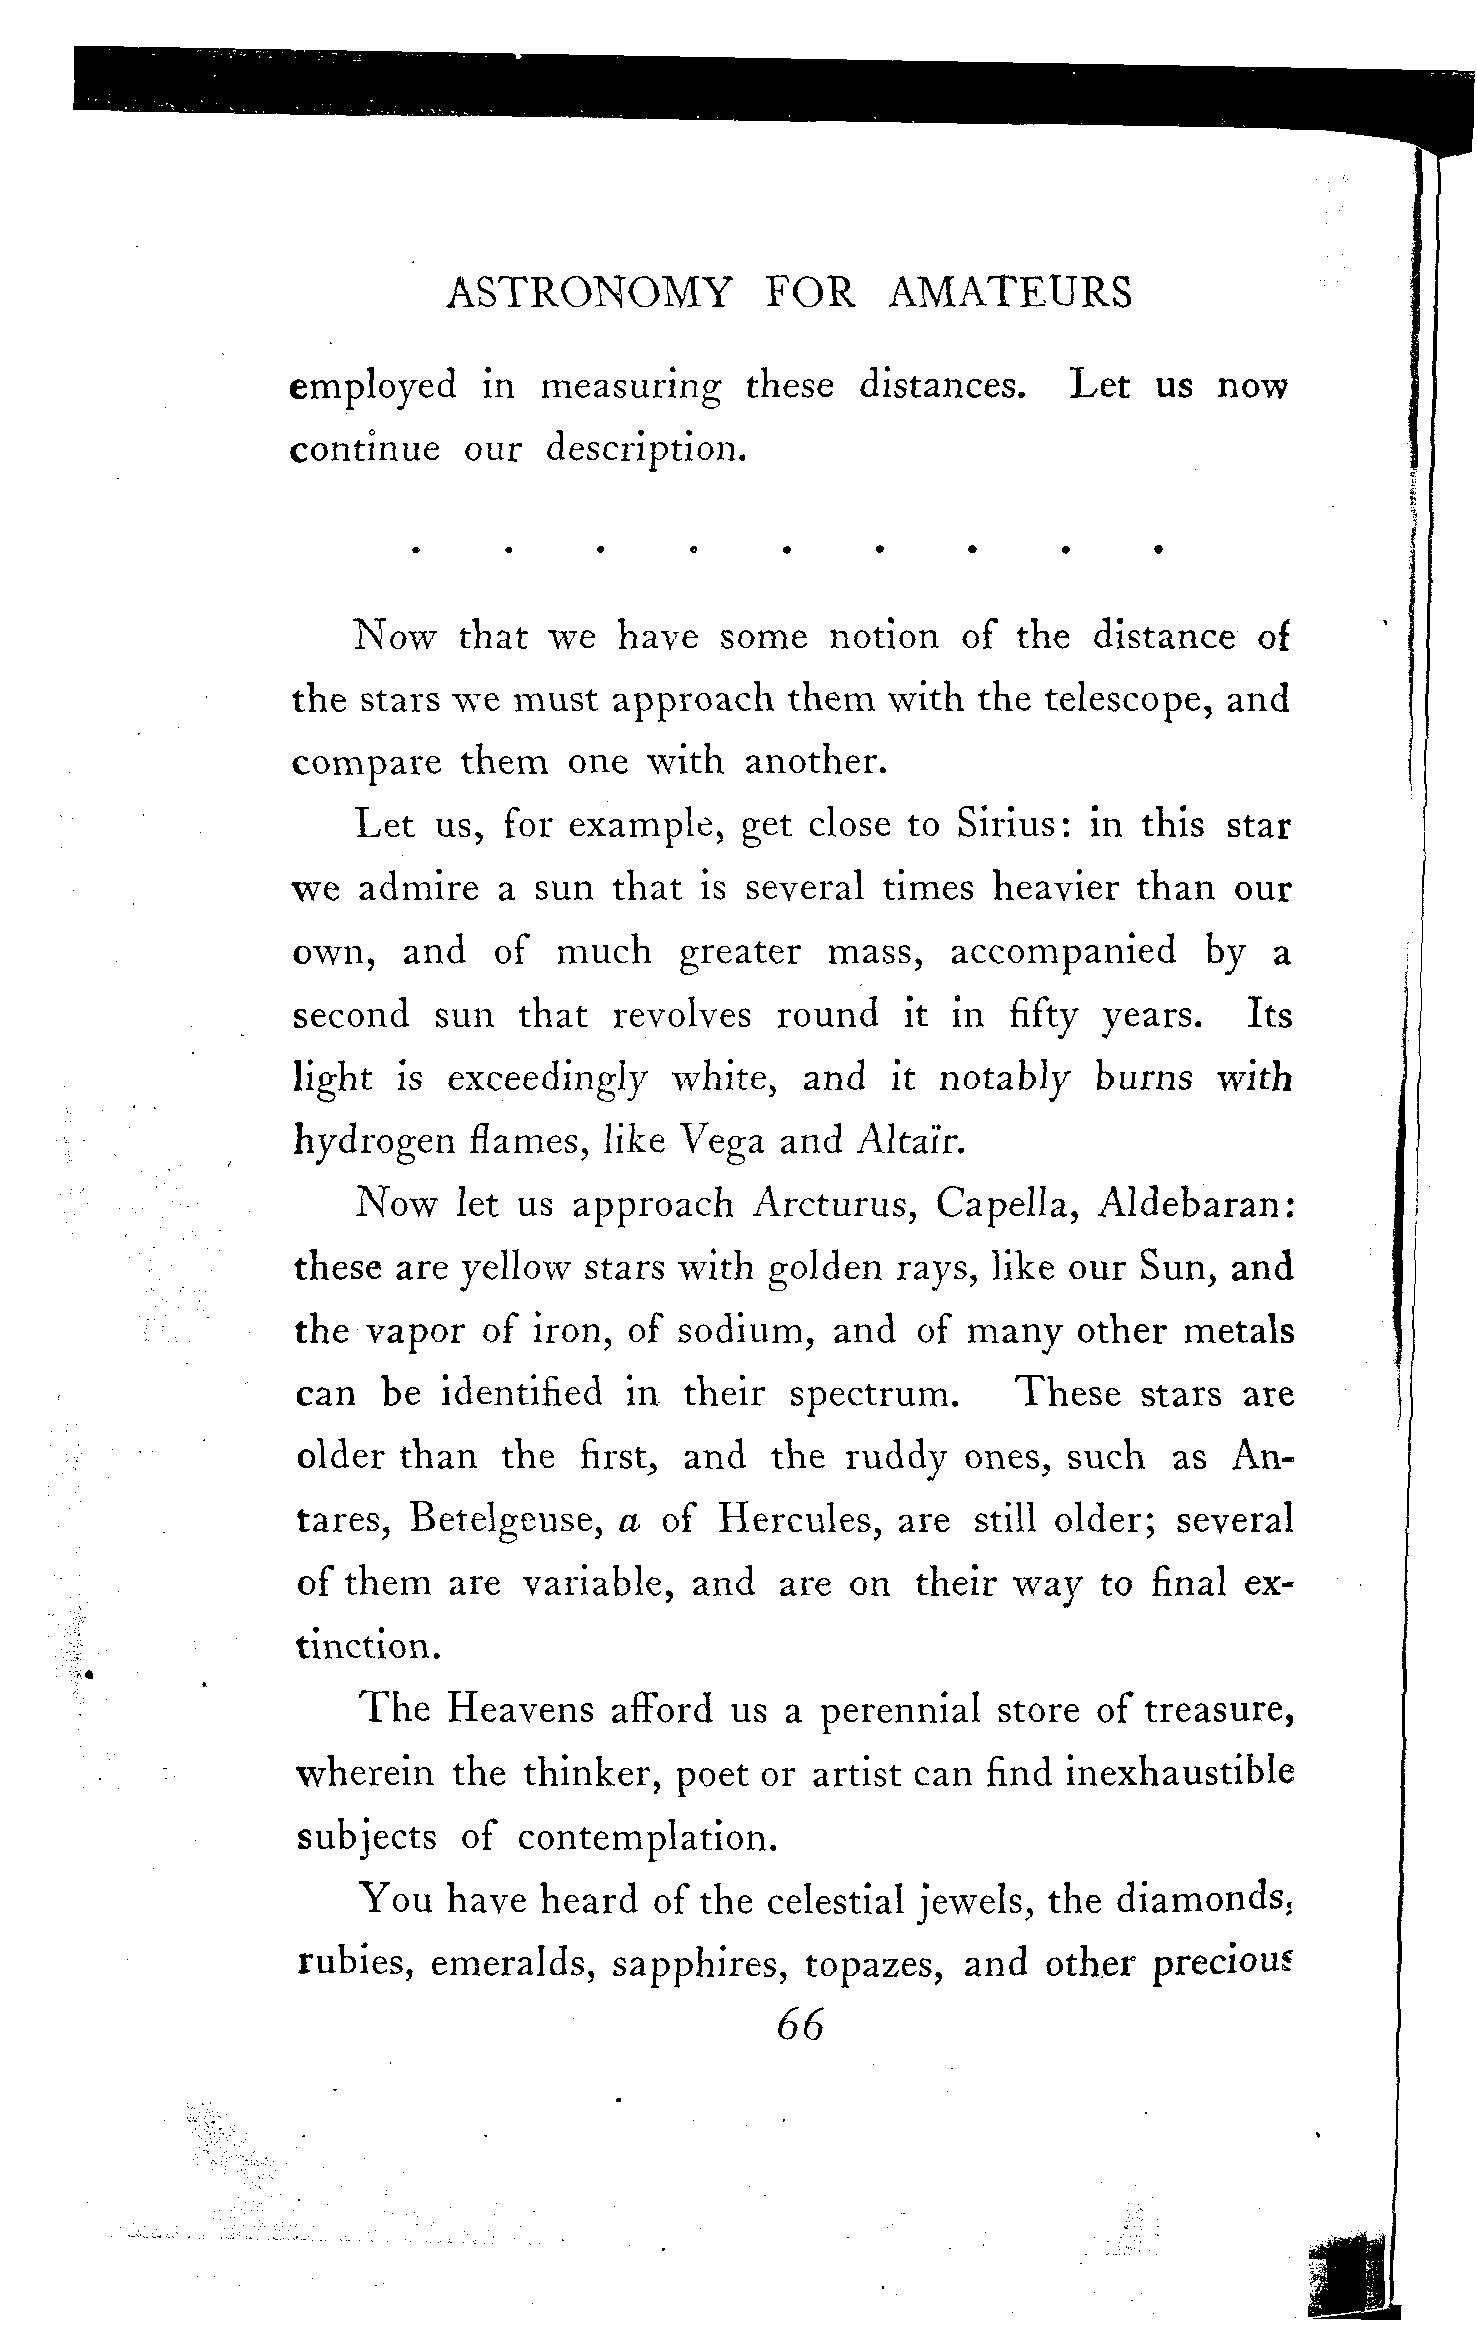 ASTRONOMY FOR AMATEURS
employed in measuring these distances. Let us now
continue our description.
. . . . . . . . .
Now that we have some notion of the distance of
the stars we must approach them with the telescope, and
compare them one with another.
Let us, for example, get close to Sirius: in this star
we admire a sun that is several times heavier than our
own, and of much greater mass, accompanied by a
second sun that revolves round it in fifty years. Its
light is exceedingly white, and it notably burns with
hydrogen flames, like Vega and Altaïr.
Now let us approach Arcturus, Capella, Aldebaran:
these are yellow stars with golden rays, like our Sun, and
the vapor of iron, of sodium, and of many other metals
can be identified in their spectrum. These stars are
older than the first, and the ruddy ones, such as An-
tares, Betelgeuse, α of Hercules, are still older; several
of them are variable, and are on their way to final ex-
tinction.
The Heavens afford us a perennial store of treasure,
wherein the thinker, poet or artist can find inexhaustible
subjects of contemplation.
You have heard of the celestial jewels, the diamonds,
rubies, emeralds, sapphires, topazes, and other precious
66